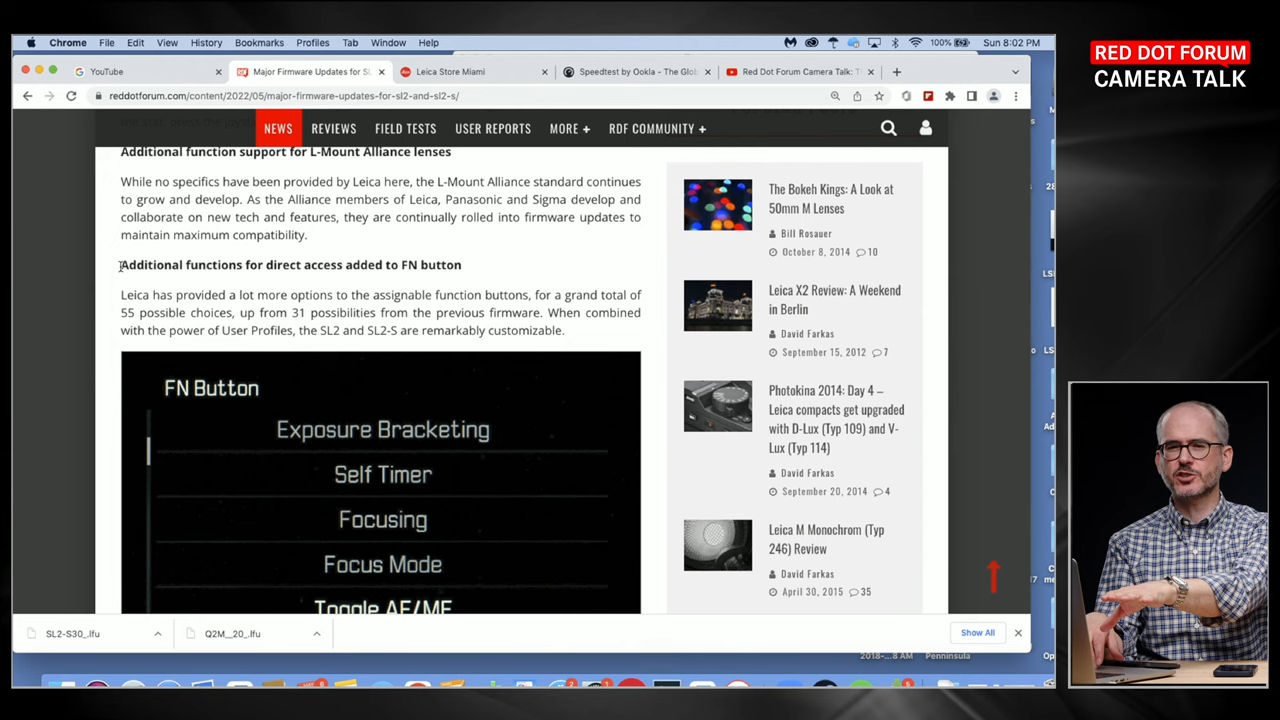 RED DOT FORUM
CAMERA TALK
Chrome File Edit View History Bookmarks Profiles Tab Window Help 100% Sun 8:02 PM
YouTube
Major Firmware Updates for SL
Leica Store Miami
Speedtest by Ookla - The Glob
Red Dot Forum Camera Talk: T
reddotforum.com/content/2022/05/major-firmware-updates-for-sl2-and-sl2-s/
NEWS REVIEWS FIELD TESTS USER REPORTS MORE + RDF COMMUNITY +
Additional function support for L-Mount Alliance lenses
While no specifics have been provided by Leica here, the L-Mount Alliance standard continues
to grow and develop. As the Alliance members of Leica, Panasonic and Sigma develop and
collaborate on new tech and features, they are continually rolled into firmware updates to
maintain maximum compatibility.
Additional functions for direct access added to FN button
Leica has provided a lot more options to the assignable function buttons, for a grand total of
55 possible choices, up from 31 possibilities from the previous firmware. When combined
with the power of User Profiles, the SL2 and SL2-S are remarkably customizable.
FN Button
Exposure Bracketing
Self Timer
Focusing
Focus Mode
Toggle AF/MF
The Bokeh Kings: A Look at
50mm M Lenses
Bill Rosauer
October 8, 2014 10
Leica X2 Review: A Weekend
in Berlin
David Farkas
September 15, 2012 7
Photokina 2014: Day 4 –
Leica compacts get upgraded
with D-Lux (Typ 109) and V-
Lux (Typ 114)
David Farkas
September 20, 2014 4
Leica M Monochrom (Typ
246) Review
David Farkas
April 30, 2015 35
SL2-S30_.lfu
Q2M__20_.lfu
Show All
2018-...8 AM
Penninsula